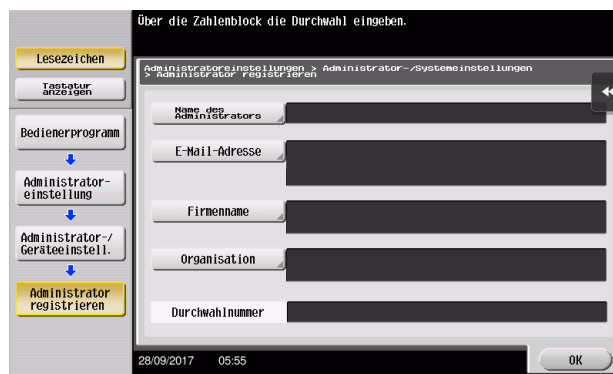 Über die Zahlenblock die Durchwahl eingeben.
Lesezeichen
Tastatur
anzeigen
Bedienerprogramm
Administrator-
einstellung
Administrator-/
Geräteeinstell.
Administrator
registrieren
Administratoreinstellungen > Administrator-/Systemeinstellungen
> Administrator registrieren
Name des
Administrators
E-Mail-Adresse
Firmenname
Organisation
Durchwahlnummer
28/09/2017 05:55
OK